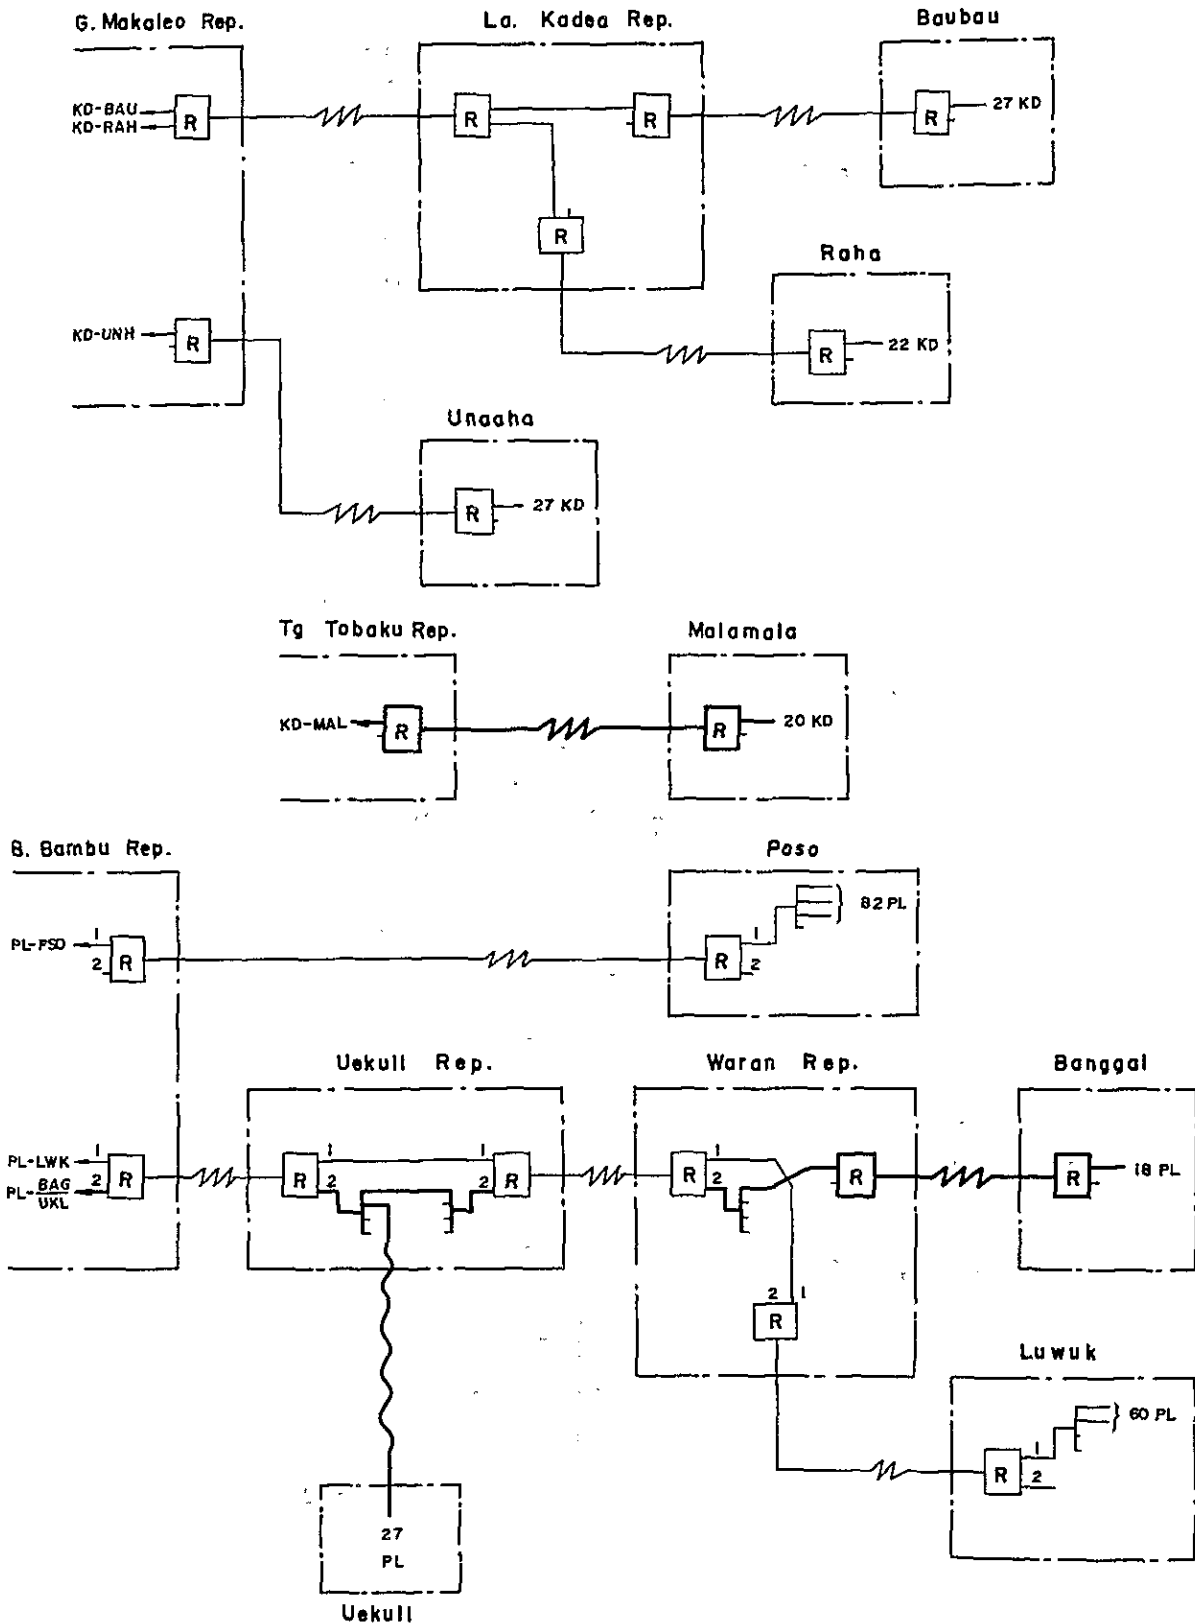 G. Makaleo Rep.
La. Kadea Rep.
Baubau
KD-BAU
KD-RAH
R
R
R
R
27 KD
1
R
Raha
KD-UNH
R
R
22 KD
Unaaha
R
27 KD
Tg Tobaku Rep.
Malamala
KD-MAL
R
R
20 KD
B. Bambu Rep.
Poso
82 PL
PL-PSO
1
2
R
R
1
2
Uekuli Rep.
Waran Rep.
Banggai
PL-LWK
1
PL-BAG
UKL
2
R
R
1
2
1
2
R
R
1
2
R
R
18 PL
2
1
R
Luwuk
60 PL
R
1
2
27
PL
Uekuli